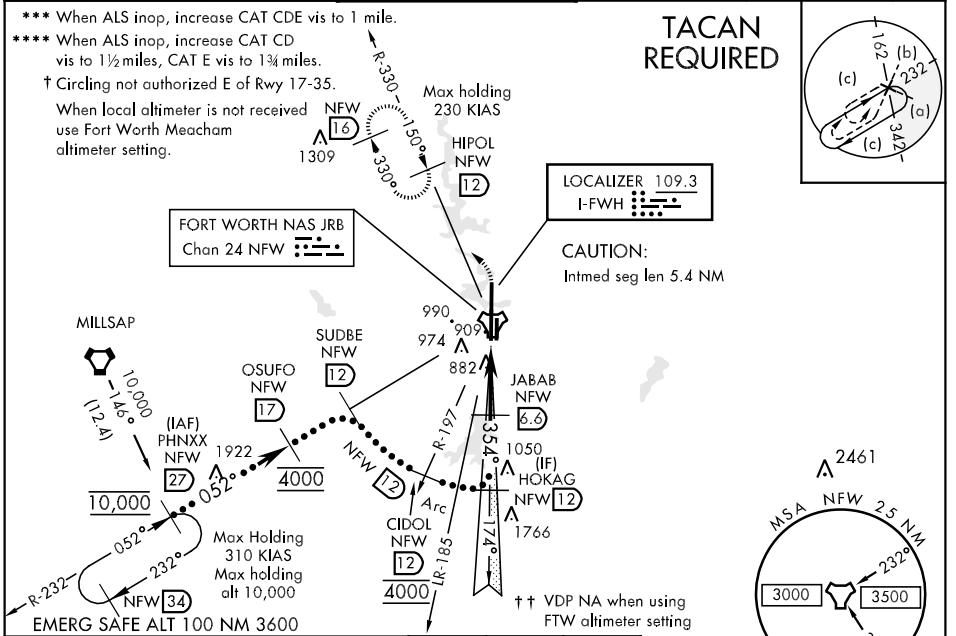 *** When ALS inop, increase CAT CDE vis to 1 mile.
**** When ALS inop, increase CAT CD
vis to 1½ miles, CAT E vis to 1¾ miles.
† Circling not authorized E of Rwy 17-35.
When local altimeter is not received
use Fort Worth Meacham
altimeter setting.
TACAN
REQUIRED
162
(b)
232
(c)
(a)
(c)
342
R-330
150°
330°
NFW
16
1309
Max holding
230 KIAS
HIPOL
NFW
12
LOCALIZER 109.3
I-FWH
FORT WORTH NAS JRB
Chan 24 NFW
CAUTION:
Intmed seg len 5.4 NM
990
909
974
882
MILLSAP
10,000
146°
(12.4)
SUDBE
NFW
12
OSUFO
NFW
17
(IAF)
PHNXX
NFW
27
10,000
1922
052°
4000
NFW
12
Arc
R-197
LR-185
JABAB
NFW
6.6
354°
1050
(IF)
HOKAG
NFW 12
1766
174°
CIDOL
NFW
12
4000
052°
232°
R-232
NFW 34
Max Holding
310 KIAS
Max holding
alt 10,000
EMERG SAFE ALT 100 NM 3600
†† VDP NA when using
FTW altimeter setting
2461
MSA NFW 25 NM
232°
3000
3500